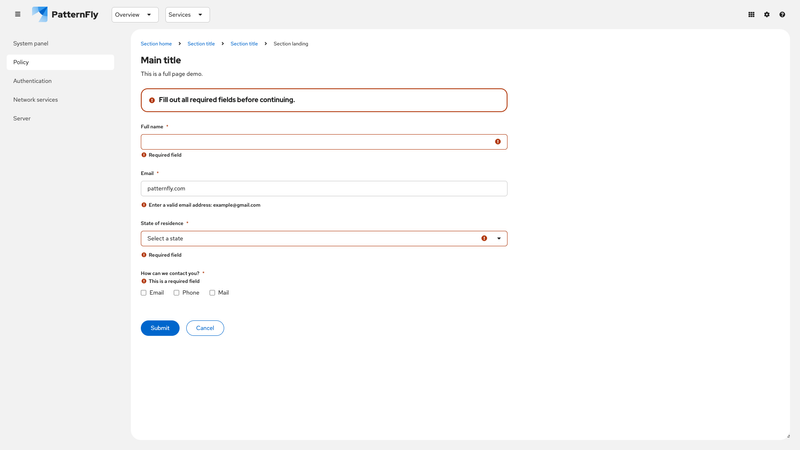 PatternFly
Overview
Services
System panel
Policy
Authentication
Network services
Server
Section home > Section title > Section title > Section landing
Main title
This is a full page demo.
Fill out all required fields before continuing.
Full name *
Required field
Email *
patternfly.com
Enter a valid email address: example@gmail.com
State of residence *
Select a state
Required field
How can we contact you? *
This is a required field
Email Phone Mail
Submit Cancel